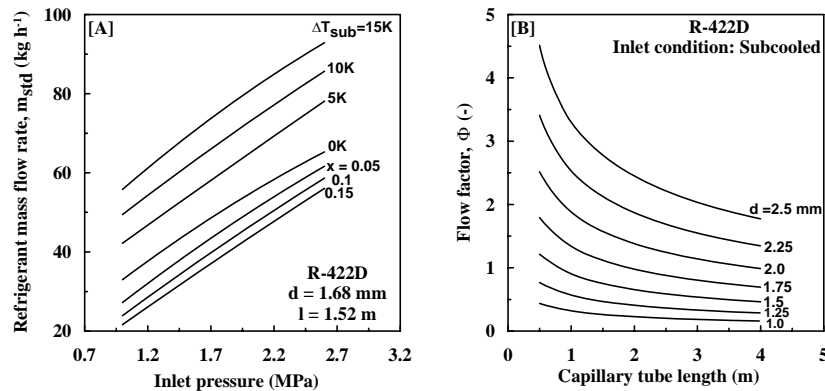 [A]
ΔTsub=15K
10K
5K
0K
x = 0.05
0.1
0.15
R-422D
d = 1.68 mm
l = 1.52 m
100
80
60
40
20
0.7 1.2 1.7 2.2 2.7 3.2
Refrigerant mass flow rate, mstd (kg h-1)
Inlet pressure (MPa)
[B]
R-422D
Inlet condition: Subcooled
d =2.5 mm
2.25
2.0
1.75
1.5
1.25
1.0
5
4
3
2
1
0
0 1 2 3 4 5
Flow factor, Φ (-)
Capillary tube length (m)